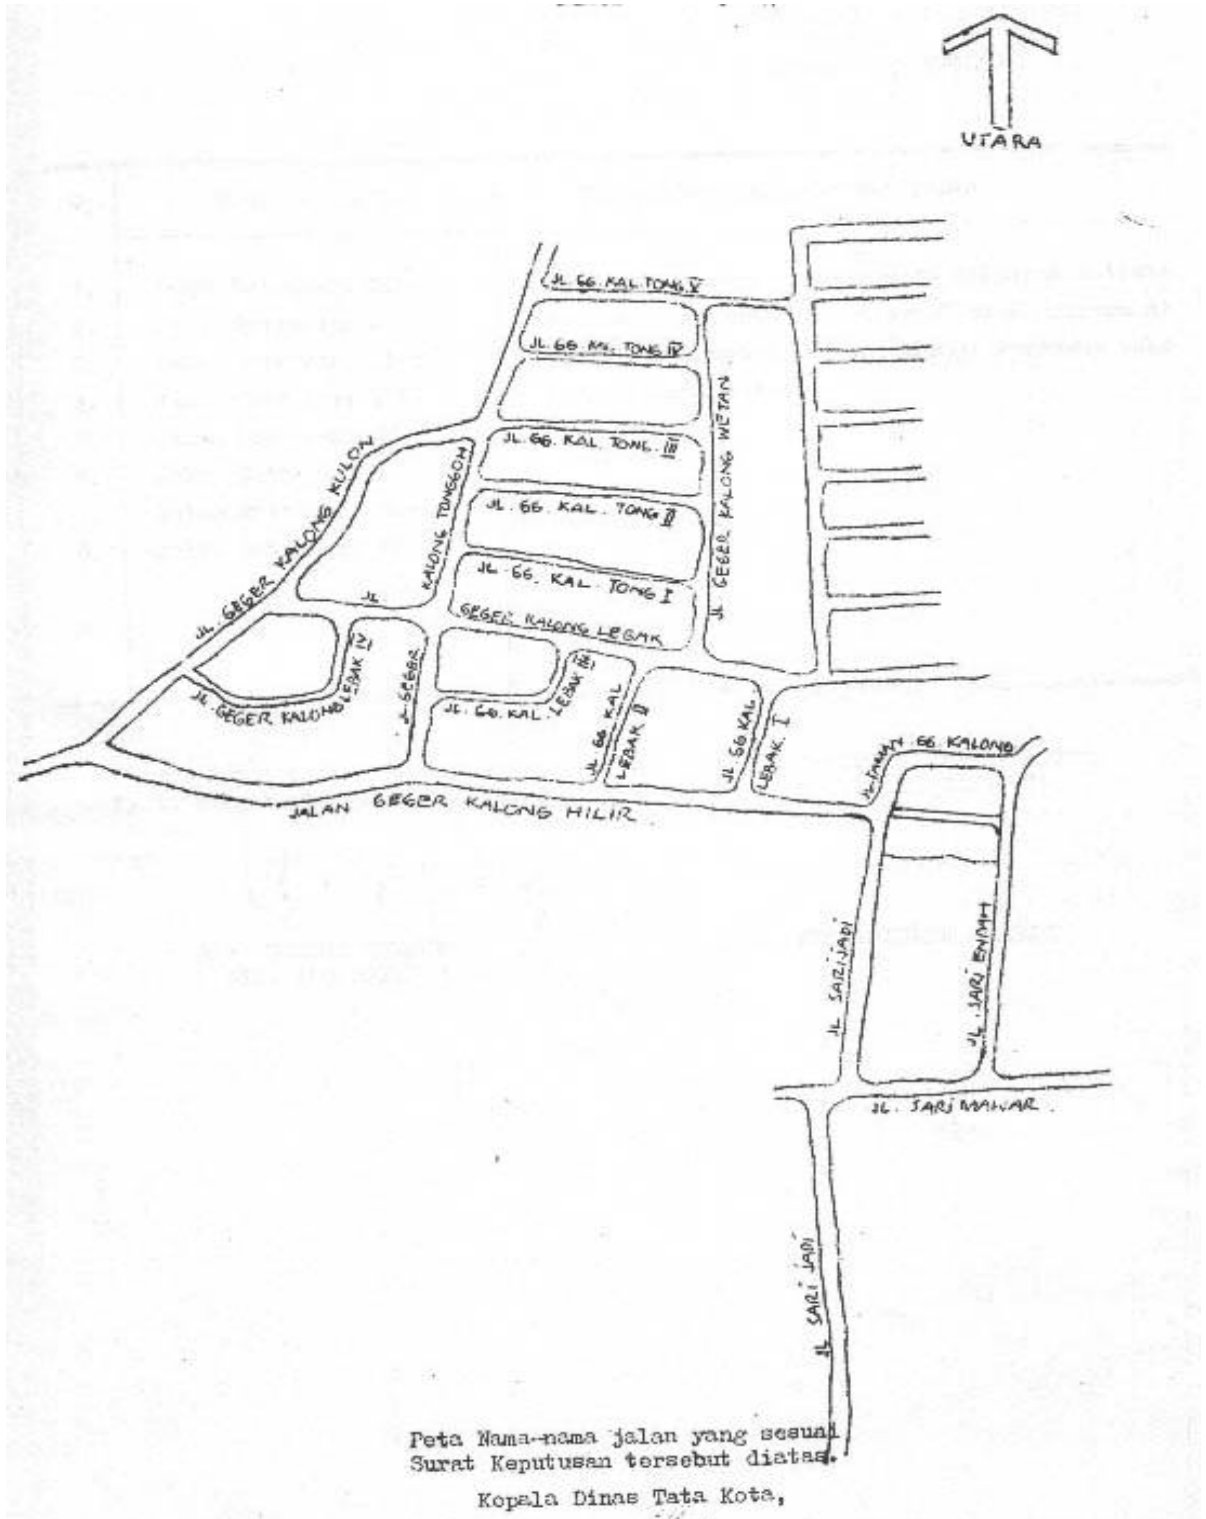 UTARA
JL. GG. KAL. TONG V
JL. GG. KAL. TONG IV
JL. GG. KAL. TONG. III
JL. GG. KAL. TONG II
JL. GG. KAL. TONG I
JL. GEGER KALONG WETAN
JL. GEGER KALONG KULON
JL. GEGER
KALONG TONGGOH
JL
GEGER KALONG LEBAK
JL. GEGER KALONG
LEBAK IV
JL. GG. KAL.
LEBAK III
JL. GG KAL
LEBAK II
JL. GG KAL.
LEBAK. I
JALAN GEGER KALONG HILIR
GG. KALONG
JL SARIJADI
JL. SARI ENDAH
JL. SARI MAWAR.
JL SARI JADI
Peta Nama-nama jalan yang sesuai
Surat Keputusan tersebut diatas.
Kepala Dinas Tata Kota,